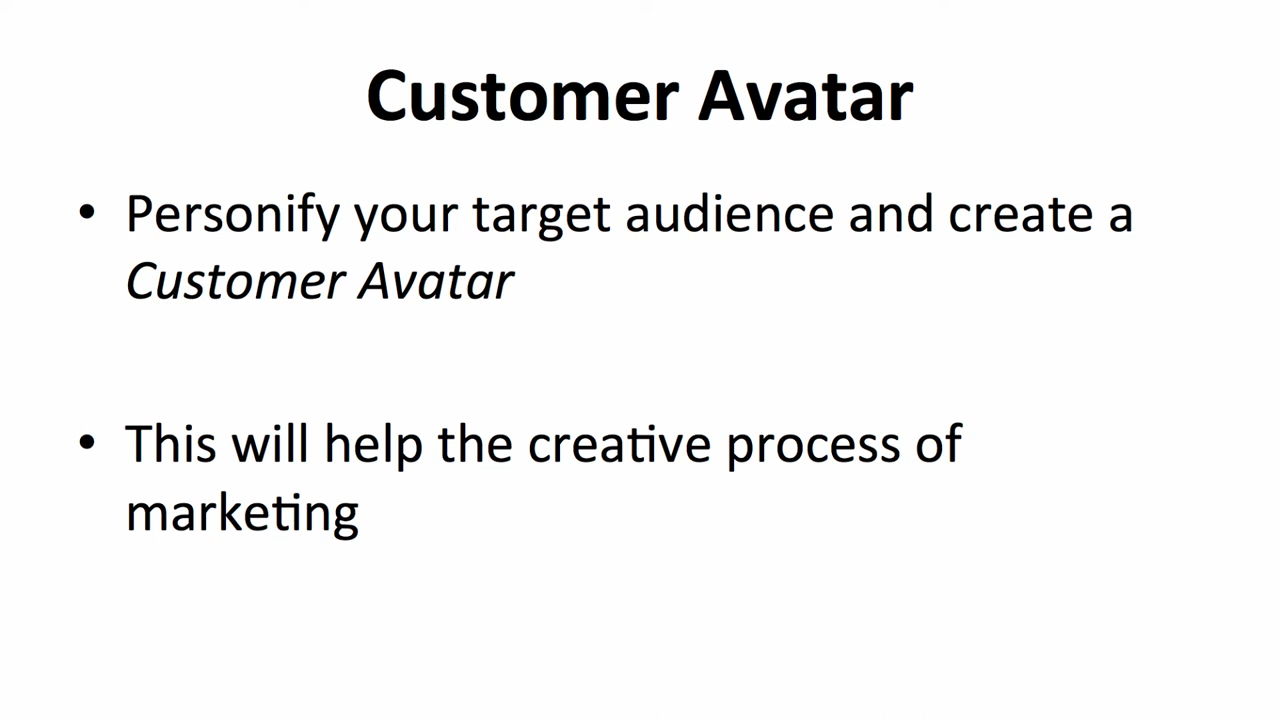 Customer Avatar
• Personify your target audience and create a
Customer Avatar
• This will help the creative process of
marketing